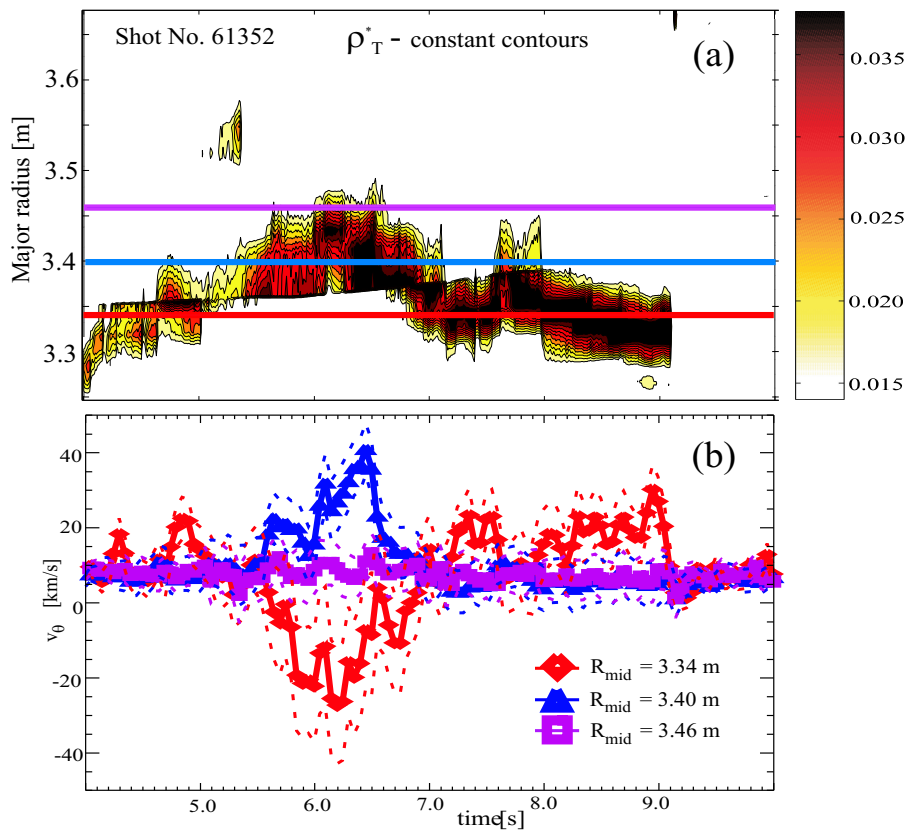 Shot No. 61352 ρ*T - constant contours (a)
Major radius [m]
3.6
3.5
3.4
3.3
0.035
0.030
0.025
0.020
0.015
(b)
vθ [km/s]
40
20
0
-20
-40
Rmid = 3.34 m
Rmid = 3.40 m
Rmid = 3.46 m
5.0 6.0 7.0 8.0 9.0
time[s]